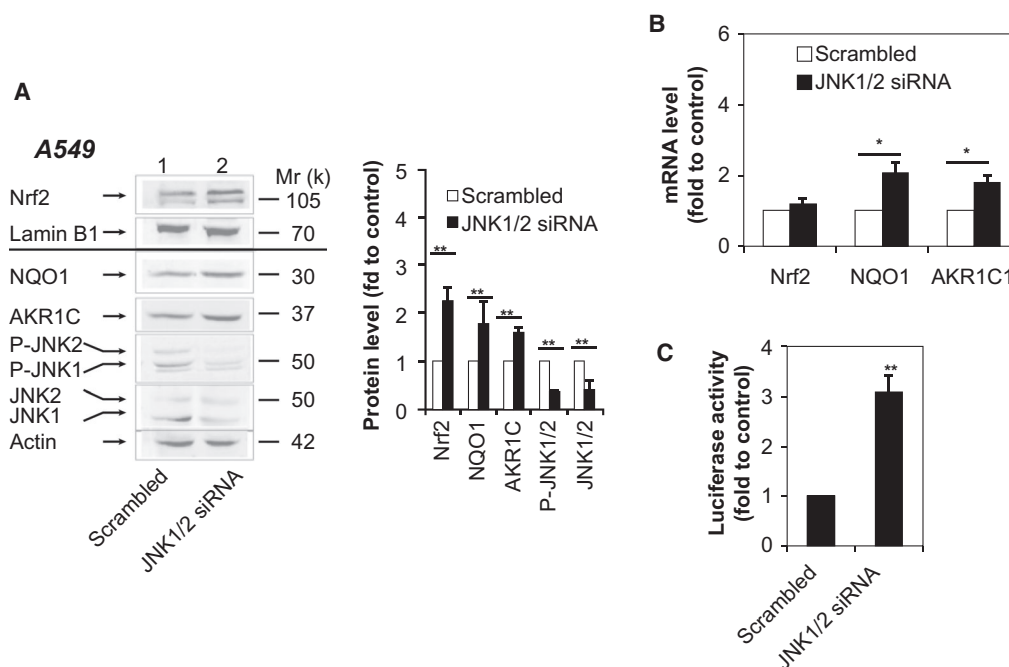 A
A549
1 2
Mr (k)
Nrf2
105
Lamin B1
70
NQO1
30
AKR1C
37
P-JNK2
P-JNK1
50
JNK2
50
JNK1
Actin
42
Scrambled
JNK1/2 siRNA
Protein level (fd to control)
5
4
3
2
1
0
Scrambled
JNK1/2 siRNA
**
**
**
**
**
Nrf2
NQO1
AKR1C
P-JNK1/2
JNK1/2
B
mRNA level
(fold to control)
6
4
2
0
Scrambled
JNK1/2 siRNA
*
*
Nrf2 NQO1 AKR1C1
C
Luciferase activity
(fold to control)
4
3
2
1
0
**
Scrambled
JNK1/2 siRNA